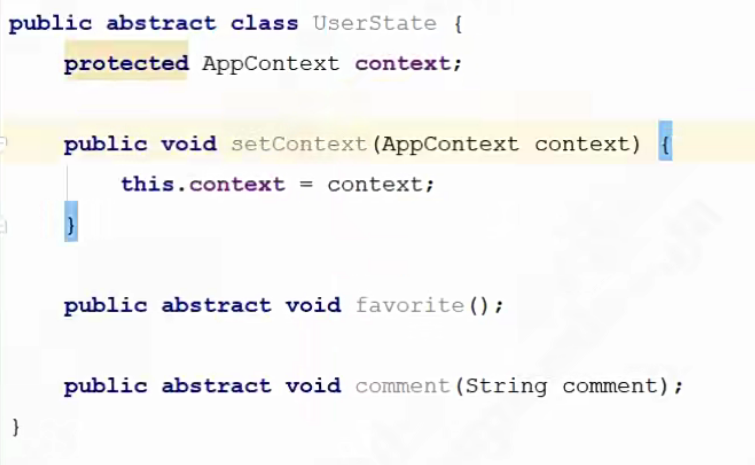 public abstract class UserState {
    protected AppContext context;
    public void setContext(AppContext context) {
        this.context = context;
    }
    public abstract void favorite();
    public abstract void comment(String comment);
}